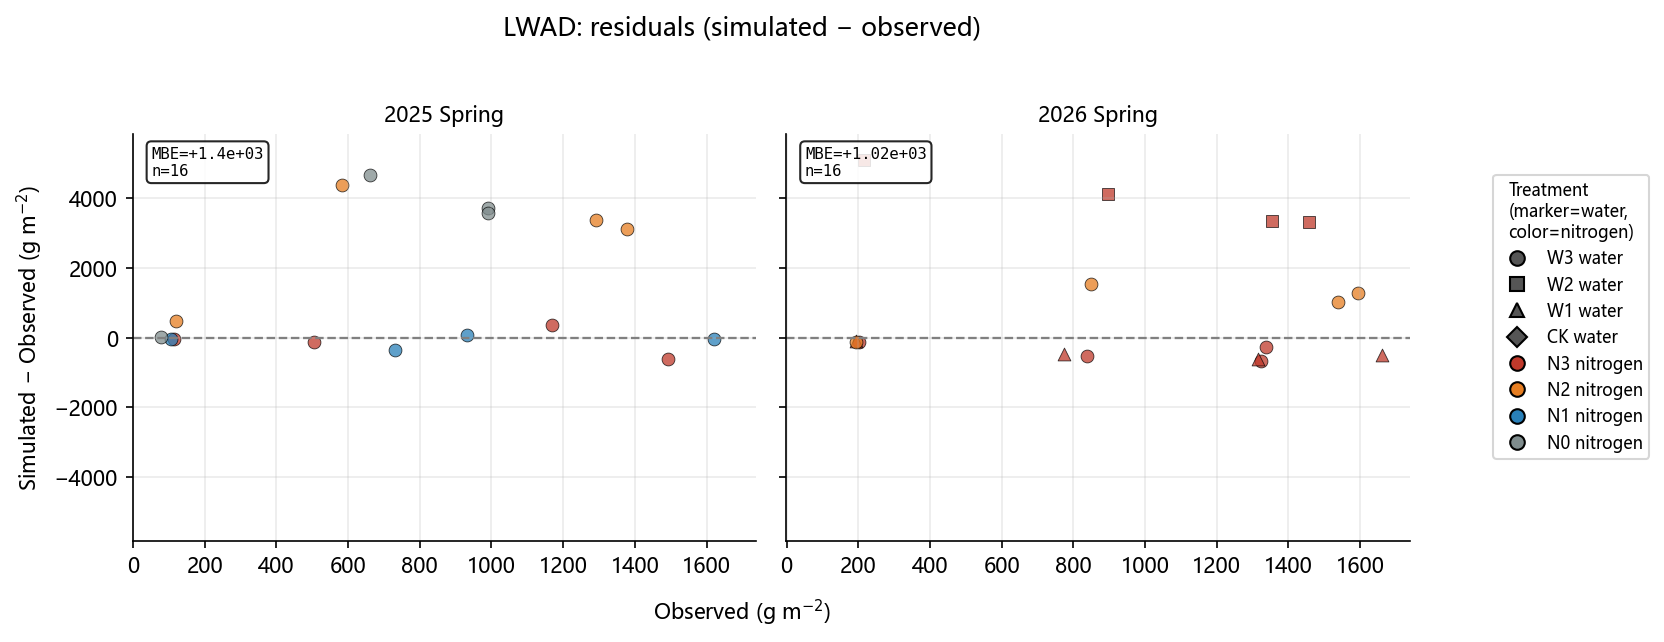 LWAD: residuals (simulated − observed)
2025 Spring
MBE=+1.4e+03
n=16
4000
2000
0
−2000
−4000
Simulated − Observed (g m⁻²)
0 200 400 600 800 1000 1200 1400 1600
2026 Spring
MBE=+1.02e+03
n=16
0 200 400 600 800 1000 1200 1400 1600
Observed (g m⁻²)
Treatment
(marker=water,
color=nitrogen)
W3 water
W2 water
W1 water
CK water
N3 nitrogen
N2 nitrogen
N1 nitrogen
N0 nitrogen